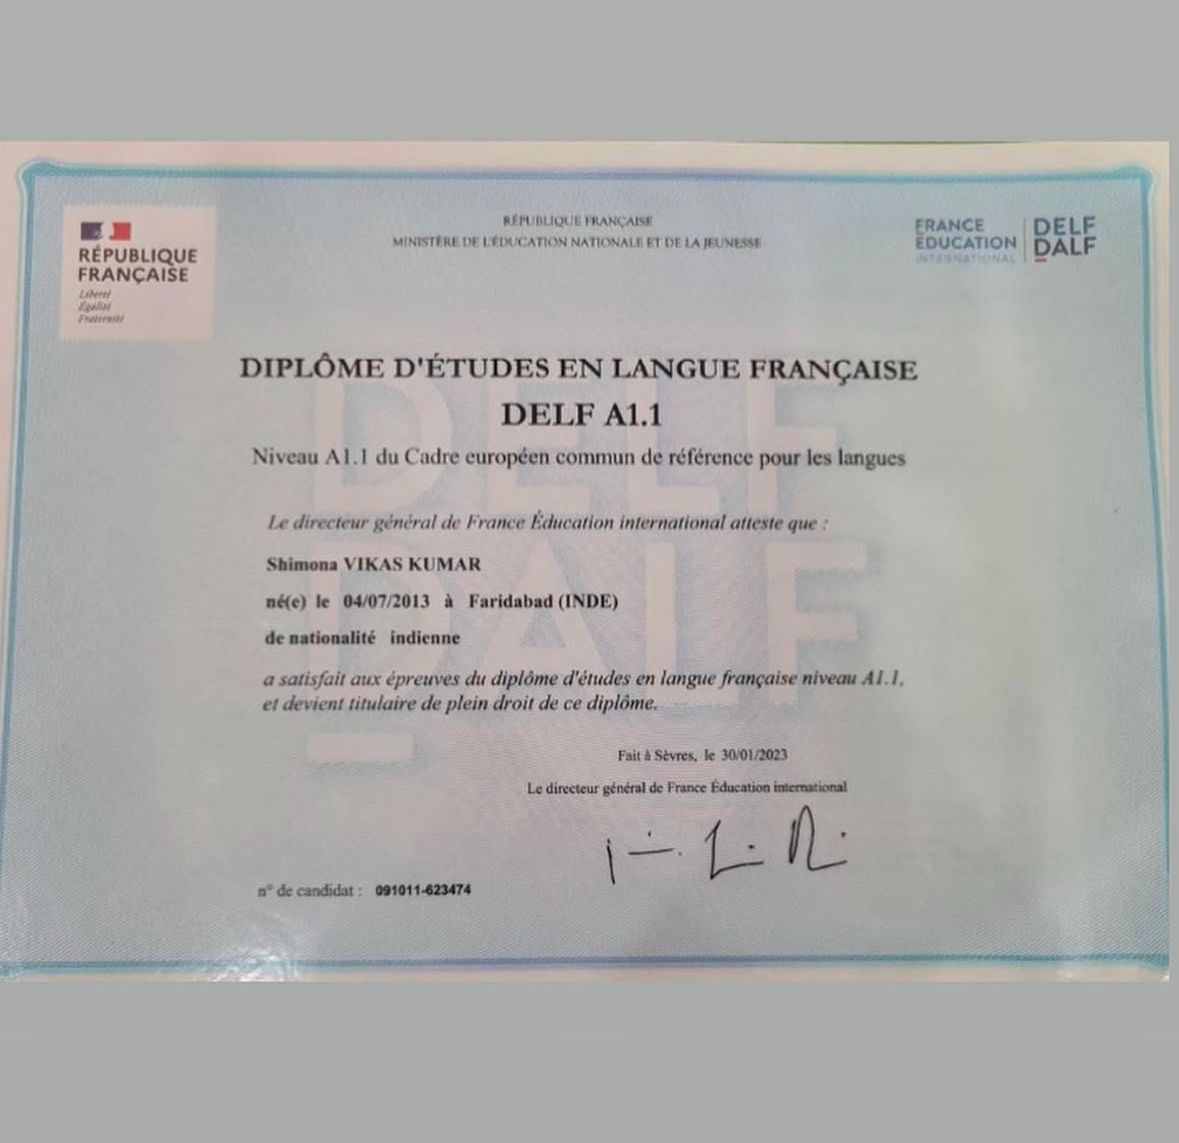 RÉPUBLIQUE
FRANÇAISE
Liberté
Égalité
Fraternité
RÉPUBLIQUE FRANÇAISE
MINISTÈRE DE L'ÉDUCATION NATIONALE ET DE LA JEUNESSE
FRANCE
ÉDUCATION
INTERNATIONAL
DELF
DALF
DIPLÔME D'ÉTUDES EN LANGUE FRANÇAISE
DELF A1.1
Niveau A1.1 du Cadre européen commun de référence pour les langues
Le directeur général de France Éducation international atteste que :
Shimona VIKAS KUMAR
né(e) le 04/07/2013 à Faridabad (INDE)
de nationalité indienne
a satisfait aux épreuves du diplôme d'études en langue française niveau A1.1,
et devient titulaire de plein droit de ce diplôme.
Fait à Sèvres, le 30/01/2023
Le directeur général de France Éducation international
n° de candidat : 091011-623474
DELF
DALF